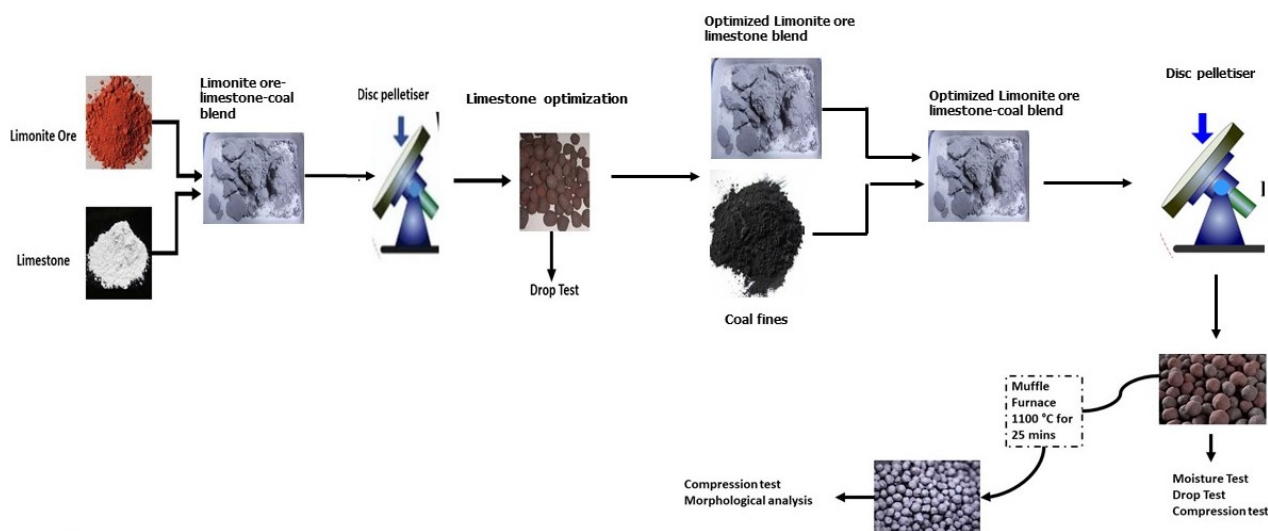 Limonite Ore
Limestone
Limonite ore-
limestone-coal
blend
Disc pelletiser
Limestone optimization
Drop Test
Optimized Limonite ore
limestone blend
Coal fines
Optimized Limonite ore
limestone-coal blend
Disc pelletiser
Moisture Test
Drop Test
Compression test
Muffle
Furnace
1100 °C for
25 mins
Compression test
Morphological analysis